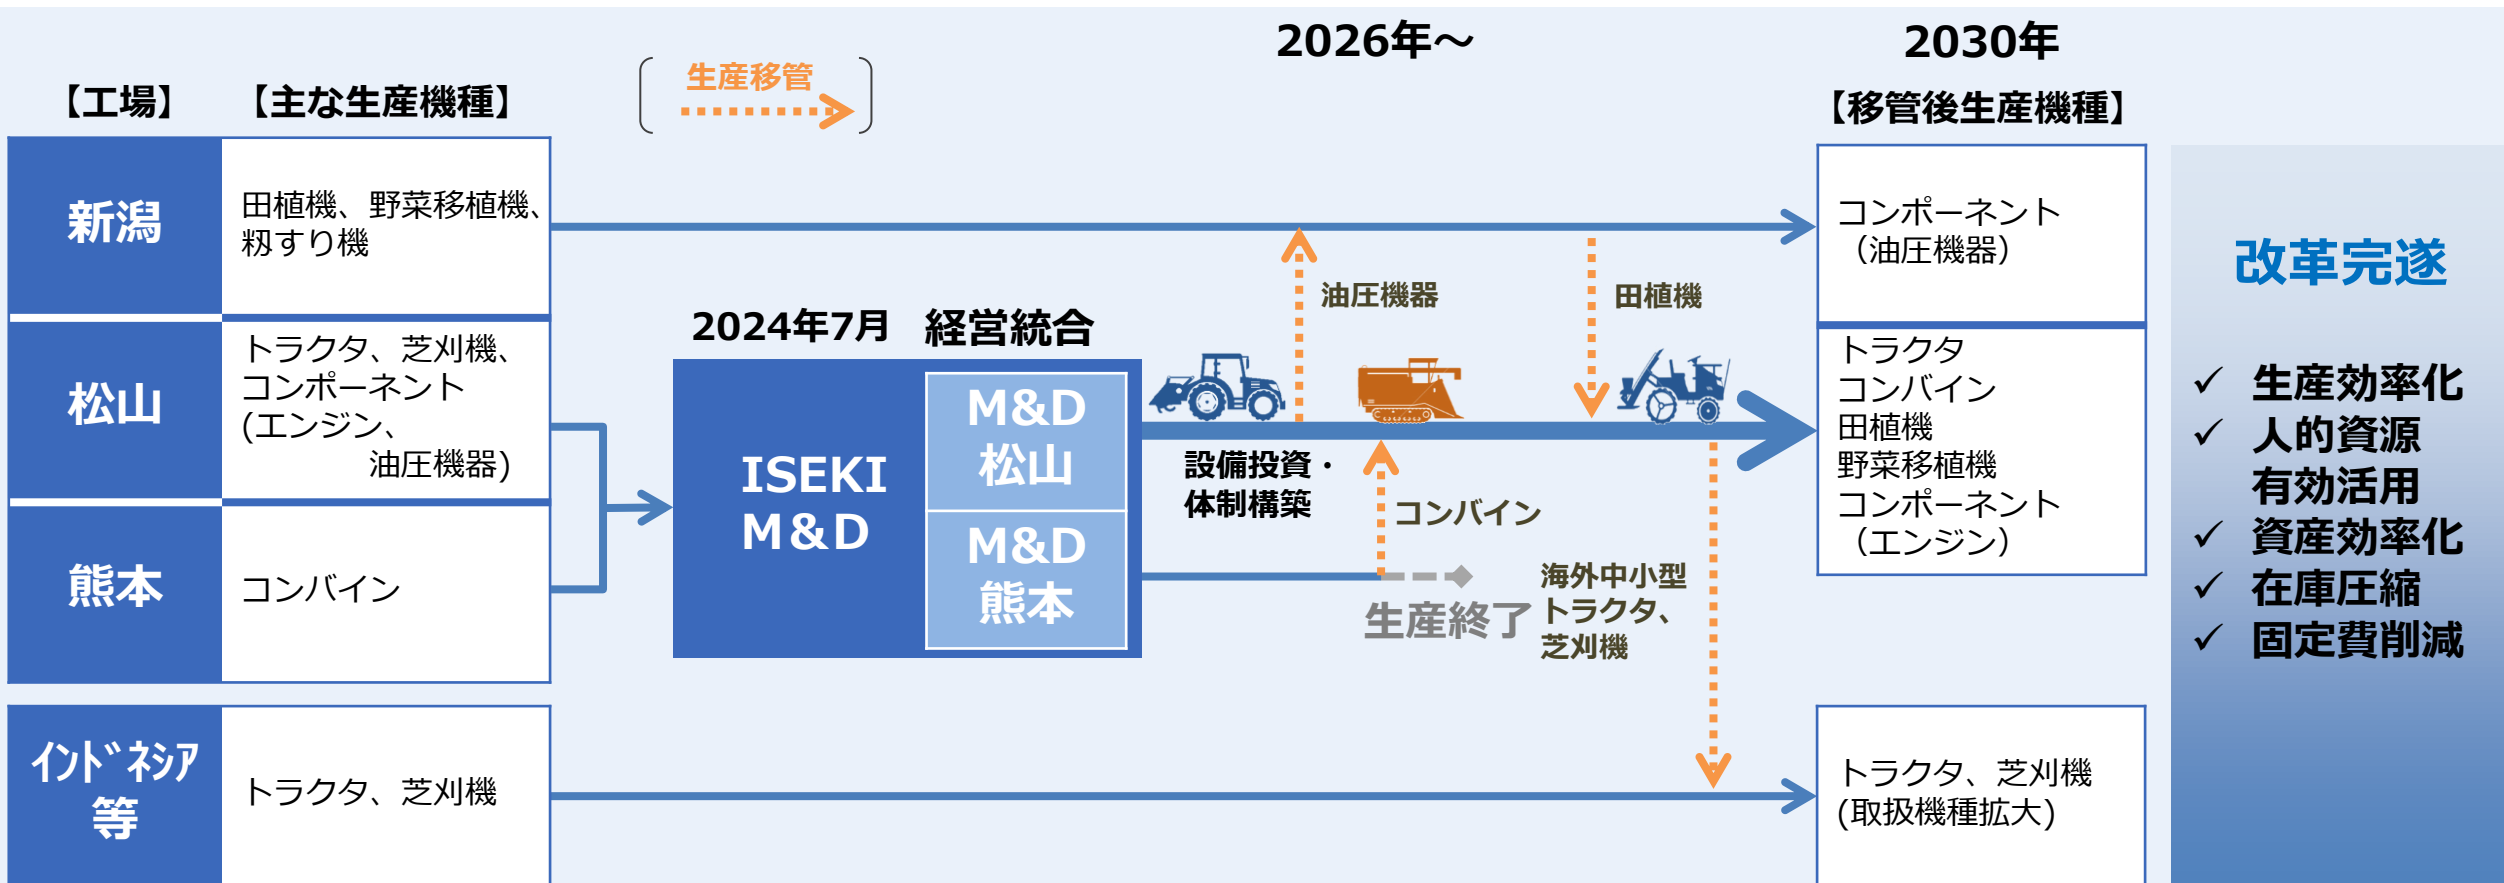 2026年～
2030年
生産移管
【工場】
【主な生産機種】
【移管後生産機種】
新潟
田植機、野菜移植機、
籾すり機
コンポーネント
（油圧機器）
油圧機器
田植機
改革完遂
2024年7月 経営統合
松山
トラクタ、芝刈機、
コンポーネント
(エンジン、
油圧機器)
ISEKI
M&D
M&D
松山
M&D
熊本
設備投資・
体制構築
コンバイン
トラクタ
コンバイン
田植機
野菜移植機
コンポーネント
（エンジン）
✓ 生産効率化
✓ 人的資源
有効活用
✓ 資産効率化
✓ 在庫圧縮
✓ 固定費削減
熊本
コンバイン
生産終了
海外中小型
トラクタ、
芝刈機
ｲﾝﾄﾞﾈｼｱ
等
トラクタ、芝刈機
トラクタ、芝刈機
(取扱機種拡大)